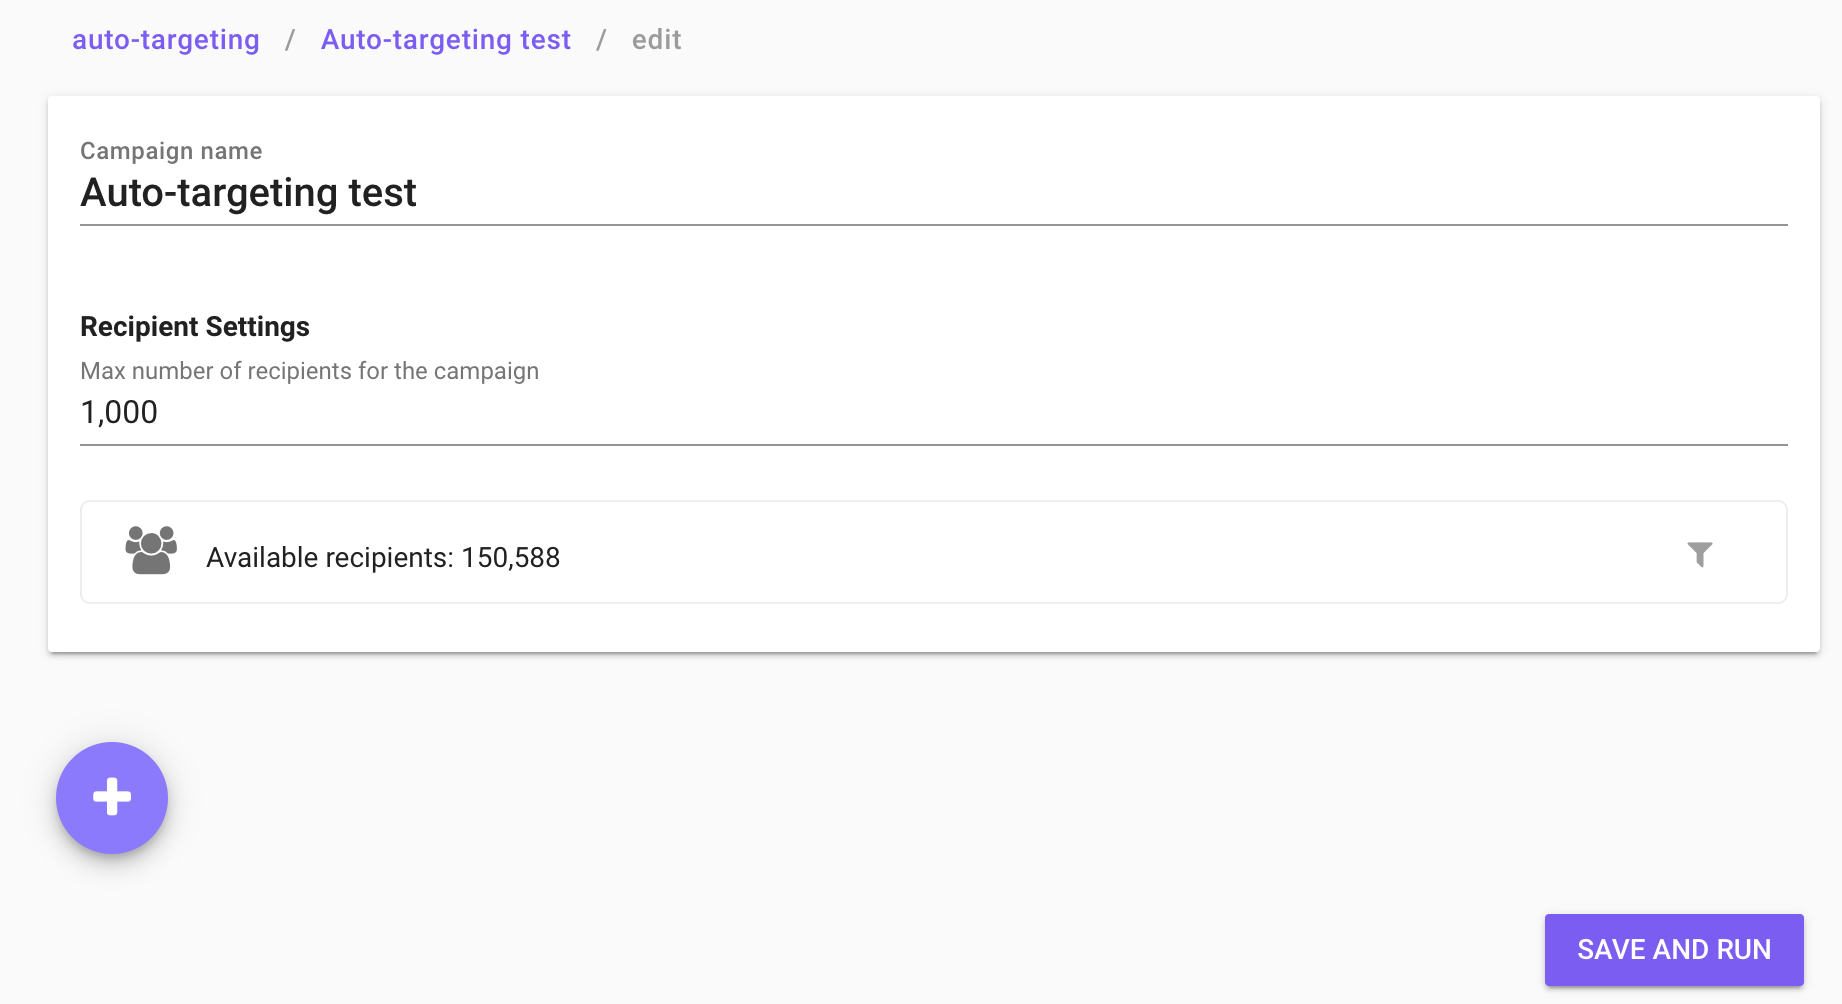 auto-targeting / Auto-targeting test / edit
Campaign name
Auto-targeting test
Recipient Settings
Max number of recipients for the campaign
1,000
Available recipients: 150,588
SAVE AND RUN